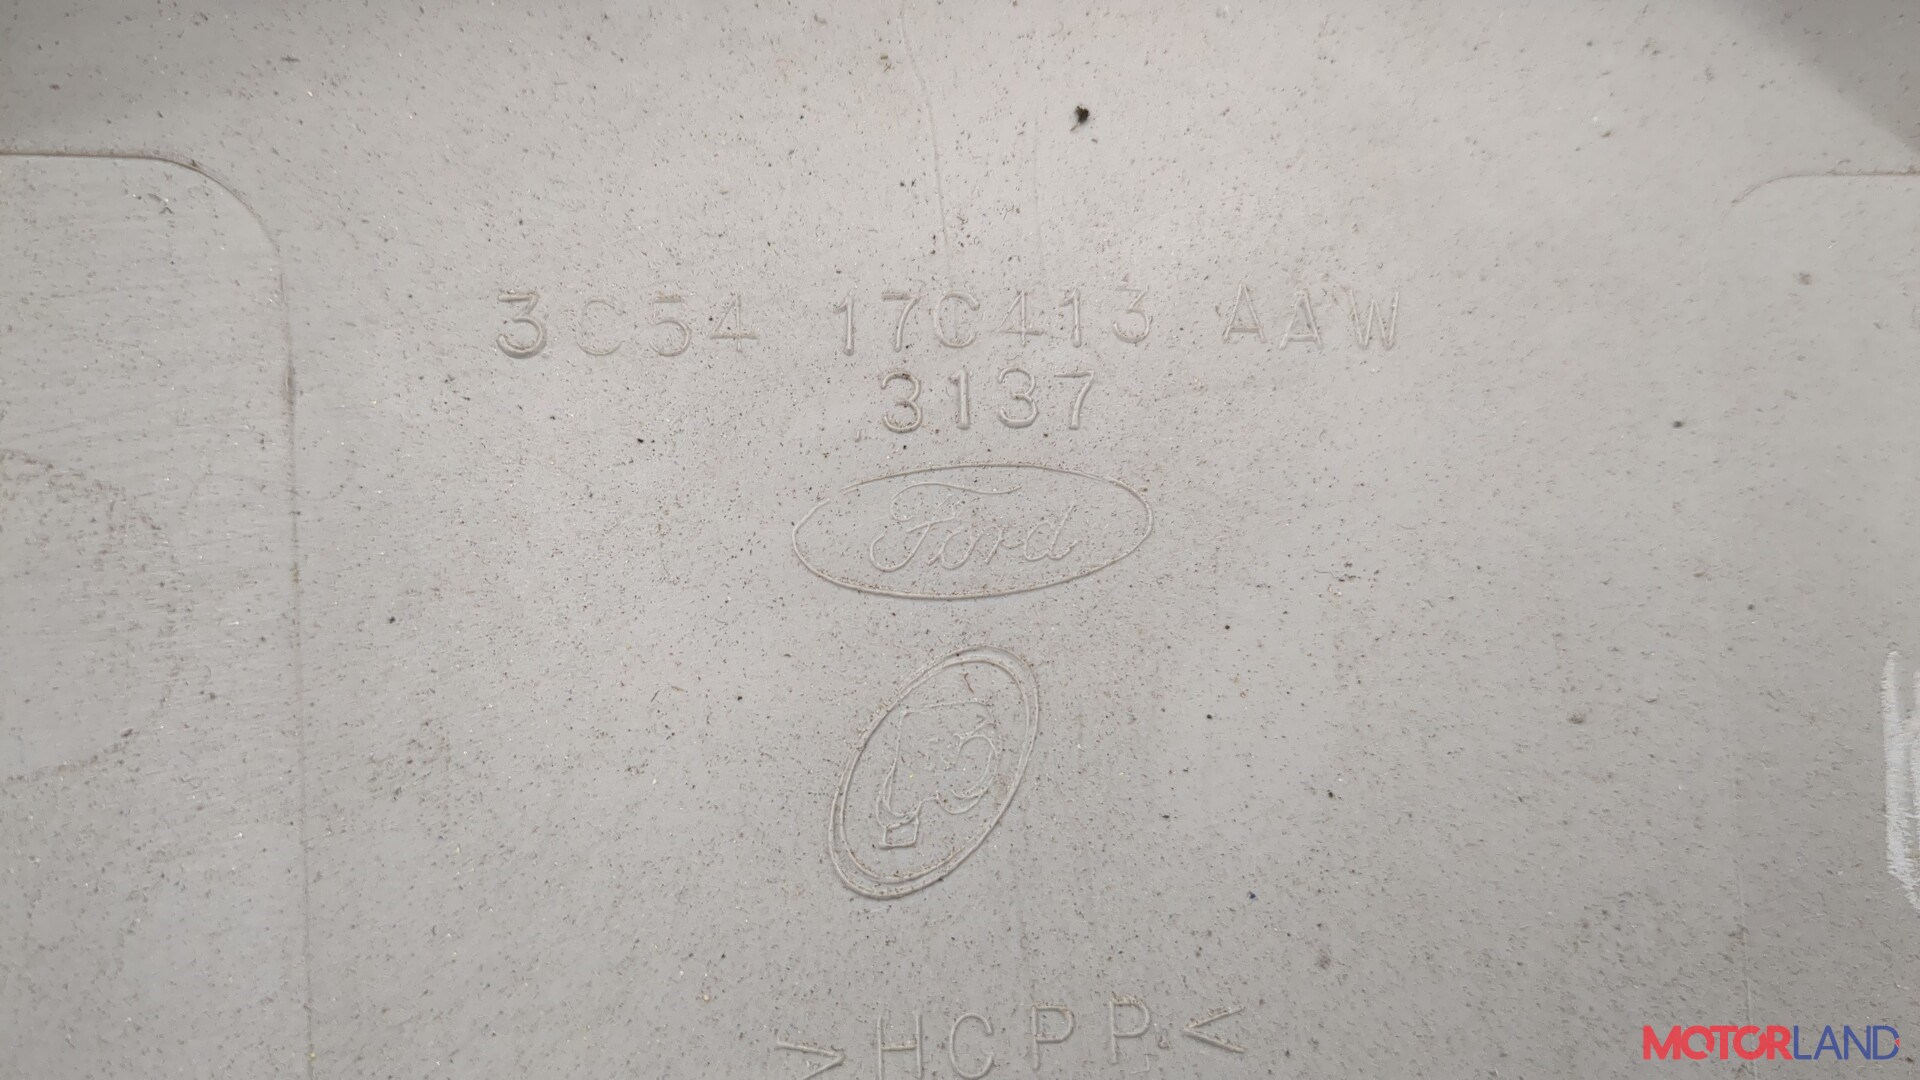 3C54 17C413 AAW
3137
Ford
>HCPP<
MOTORLAND